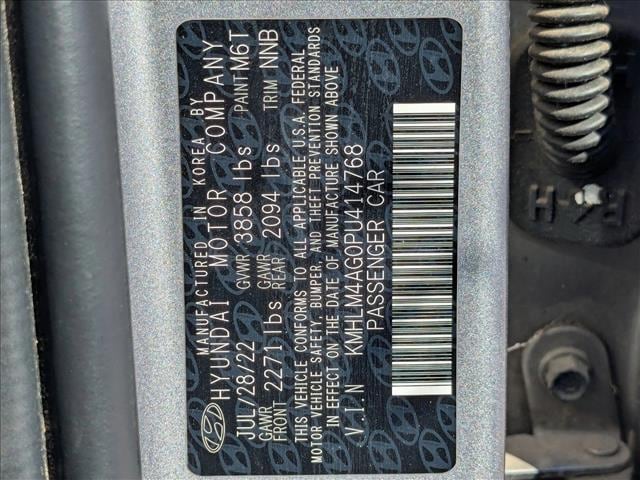 MANUFACTURED IN KOREA BY
HYUNDAI MOTOR COMPANY
JUL/28/22 GVWR 3858 lbs PAINT M6T
GAWR FRONT 2271 lbs GAWR REAR 2094 lbs TRIM NNB
THIS VEHICLE CONFORMS TO ALL APPLICABLE U.S.A. FEDERAL
MOTOR VEHICLE SAFETY, BUMPER AND THEFT PREVENTION STANDARDS
IN EFFECT ON THE DATE OF MANUFACTURE SHOWN ABOVE
V.I.N KMHLM4AG0PU414768
PASSENGER CAR